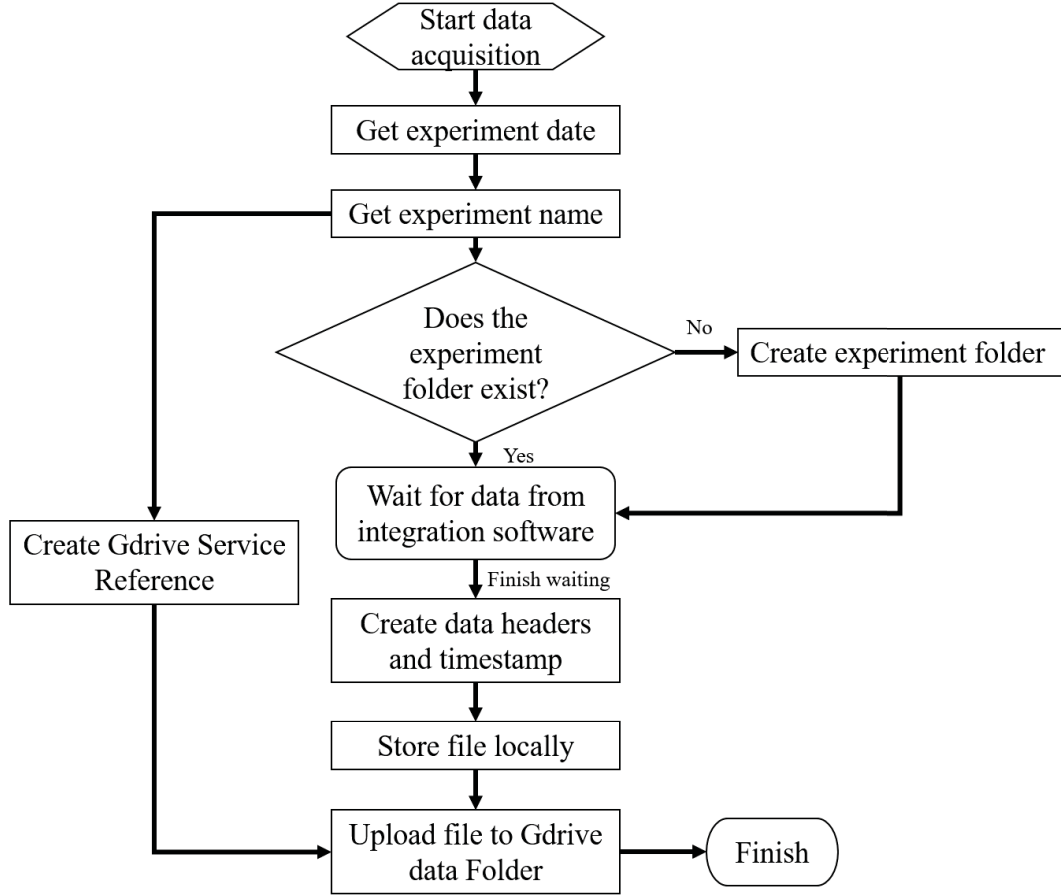 Start data
acquisition
Get experiment date
Get experiment name
Does the
experiment
folder exist?
No
Create experiment folder
Yes
Wait for data from
integration software
Create Gdrive Service
Reference
Finish waiting
Create data headers
and timestamp
Store file locally
Upload file to Gdrive
data Folder
Finish